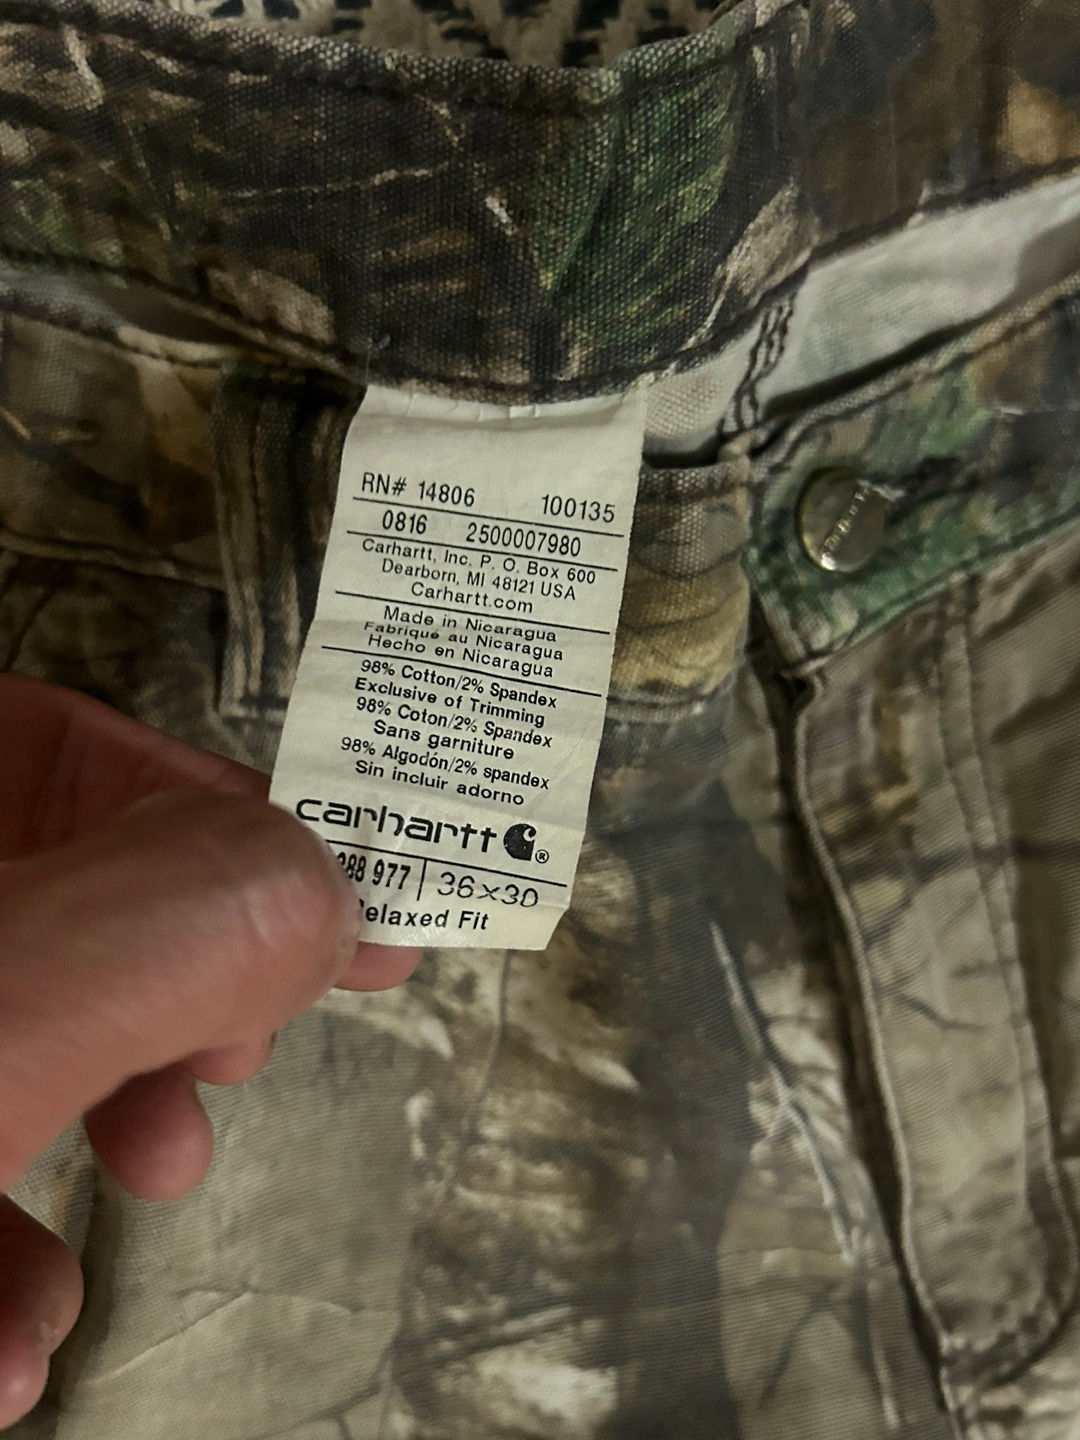 RN# 14806 100135
0816 2500007980
Carhartt, Inc. P. O. Box 600
Dearborn, MI 48121 USA
Carhartt.com
Made in Nicaragua
Fabriqué au Nicaragua
Hecho en Nicaragua
98% Cotton/2% Spandex
Exclusive of Trimming
98% Coton/2% Spandex
Sans garniture
98% Algodón/2% spandex
Sin incluir adorno
carhartt ®
977 36x30
Fit